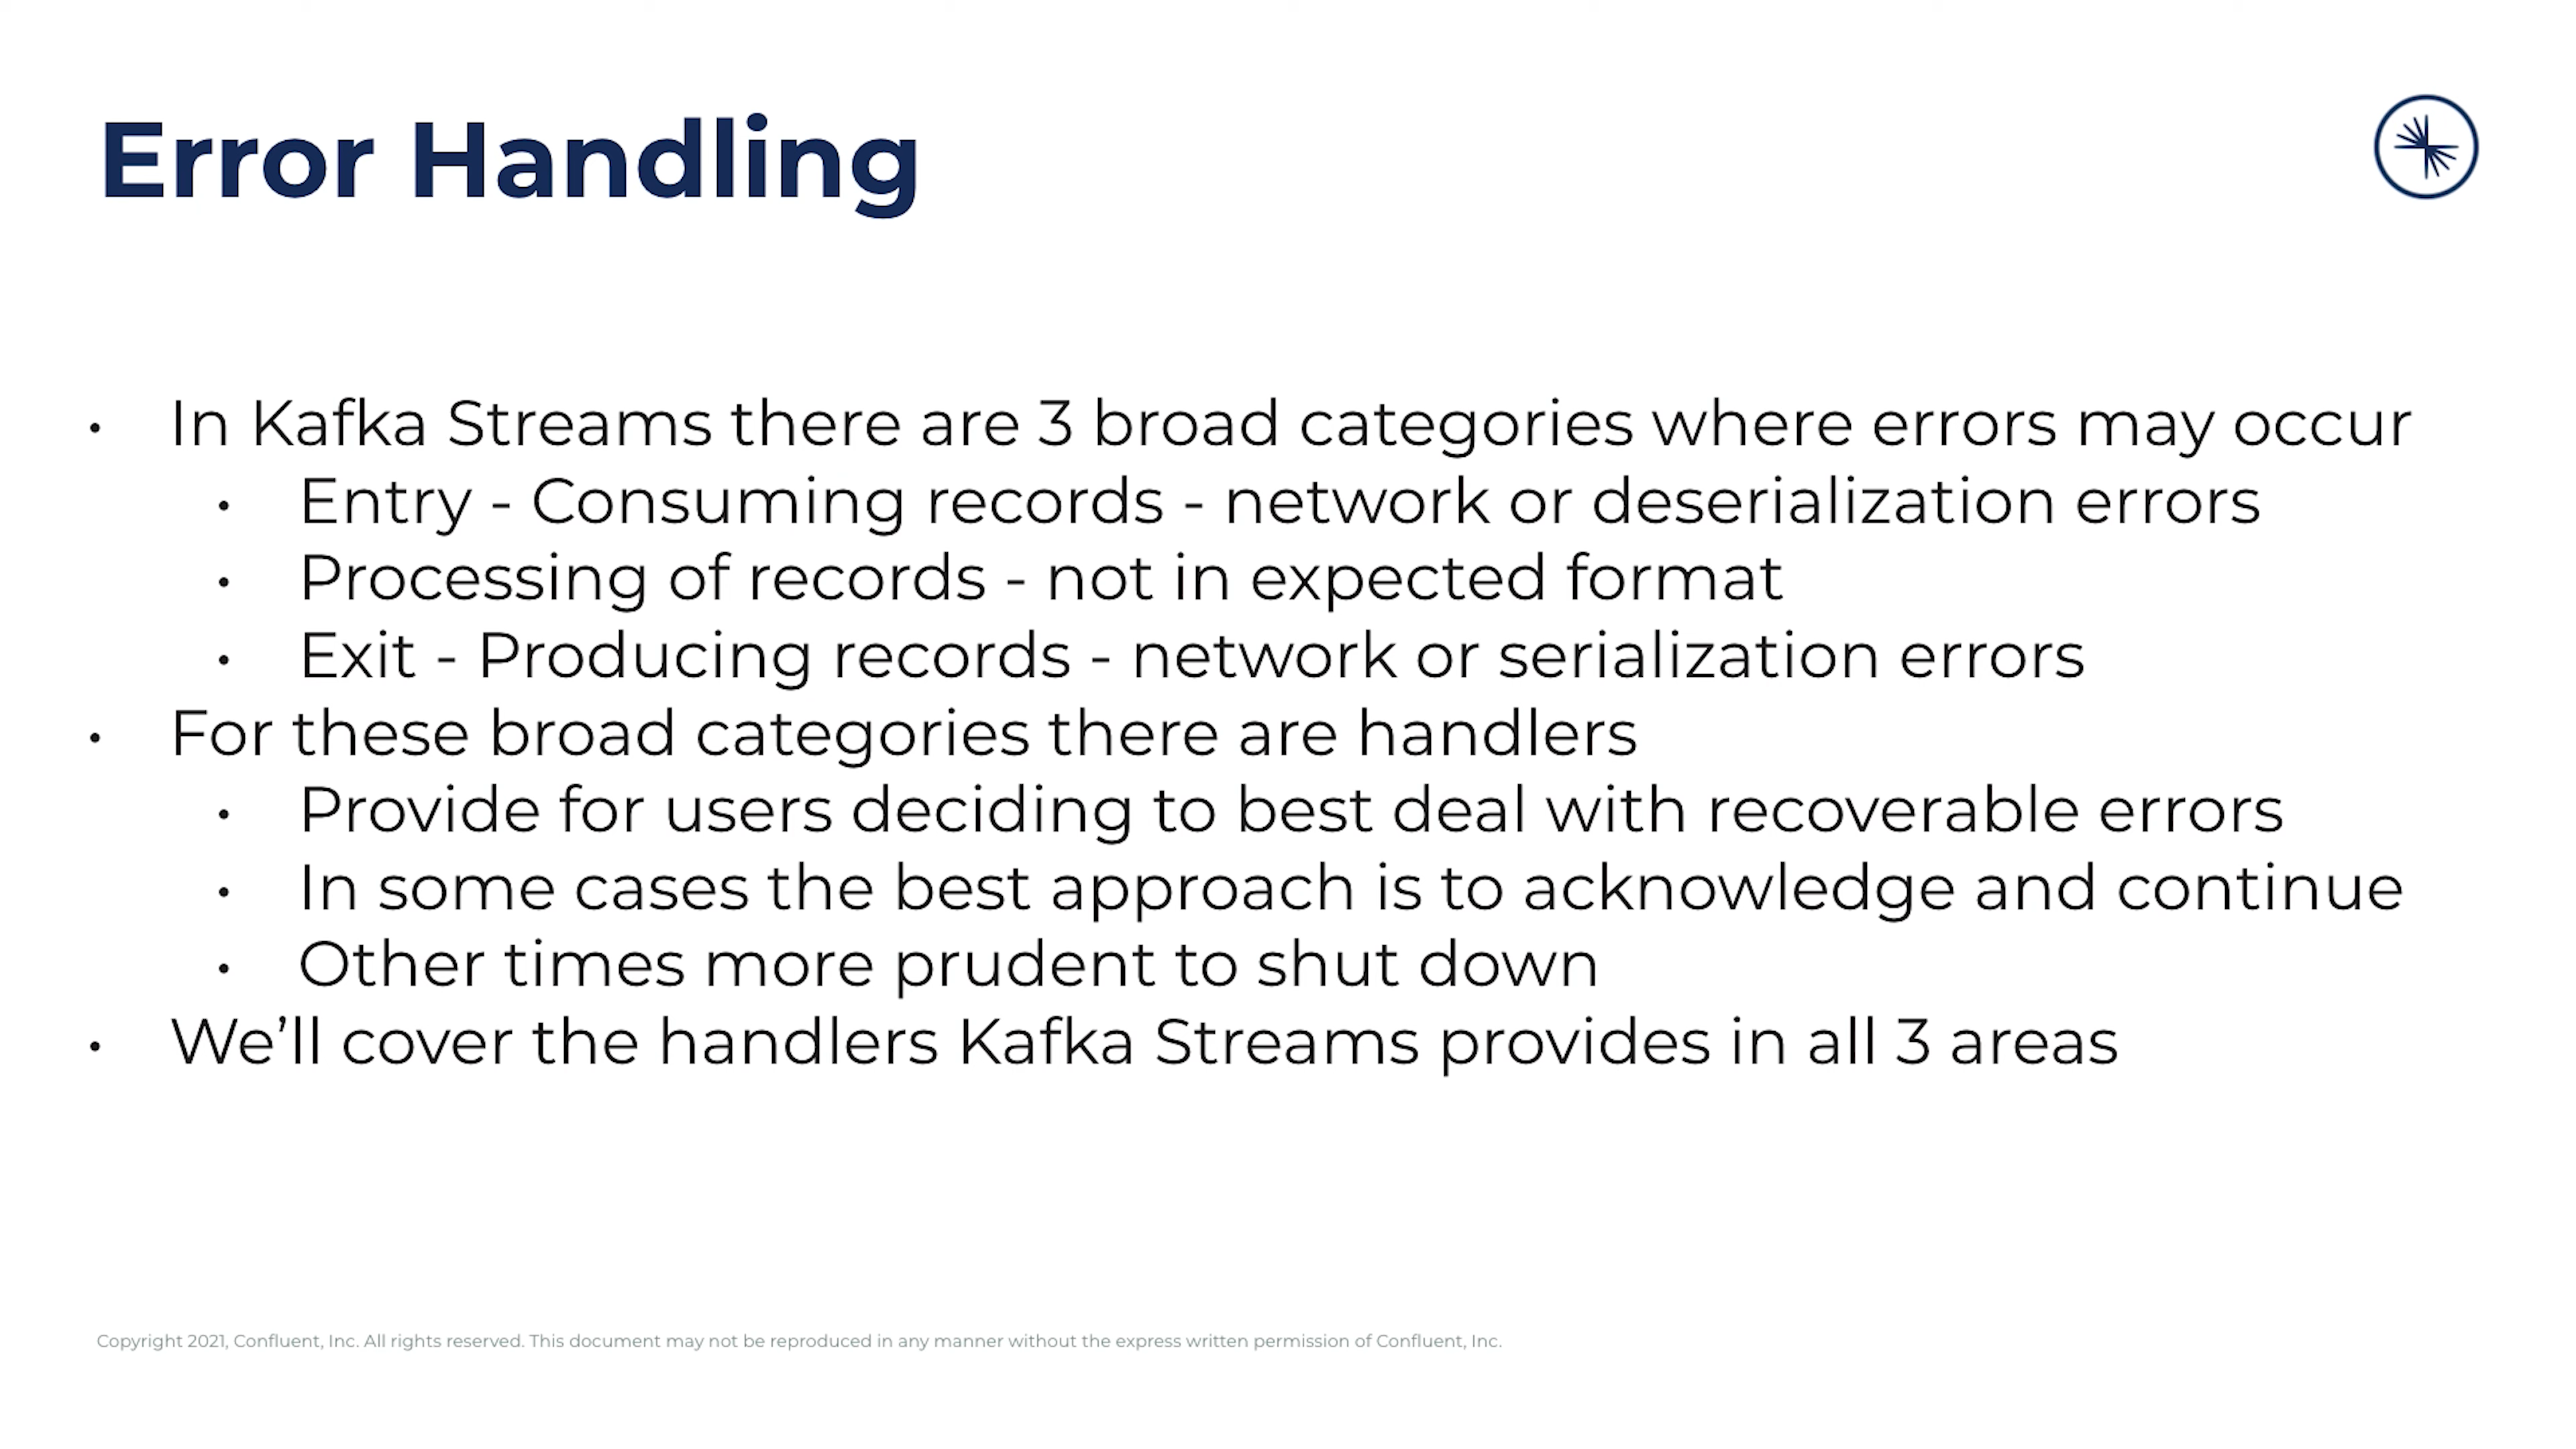 Error Handling
• In Kafka Streams there are 3 broad categories where errors may occur
• Entry - Consuming records - network or deserialization errors
• Processing of records - not in expected format
• Exit - Producing records - network or serialization errors
• For these broad categories there are handlers
• Provide for users deciding to best deal with recoverable errors
• In some cases the best approach is to acknowledge and continue
• Other times more prudent to shut down
• We’ll cover the handlers Kafka Streams provides in all 3 areas
Copyright 2021, Confluent, Inc. All rights reserved. This document may not be reproduced in any manner without the express written permission of Confluent, Inc.